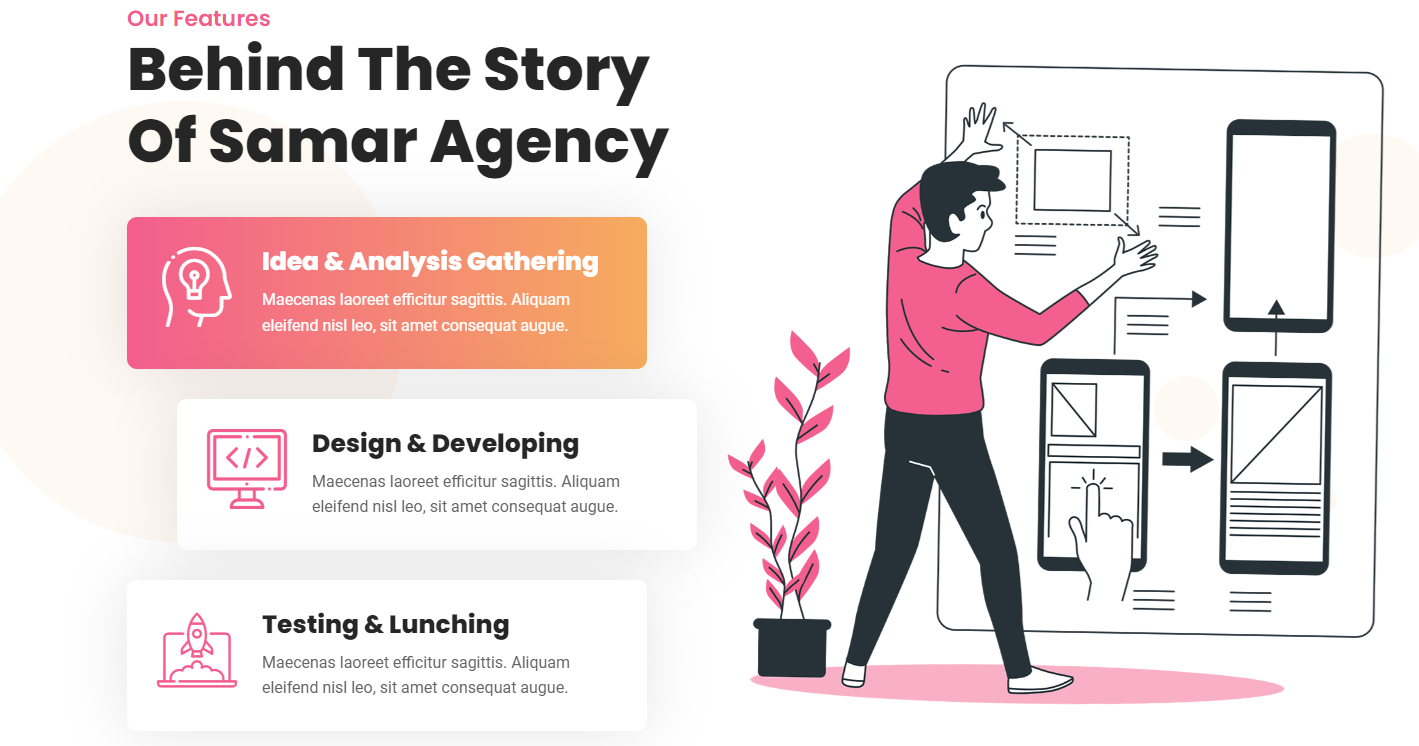 Our Features
Behind The Story
Of Samar Agency
Idea & Analysis Gathering
Maecenas laoreet efficitur sagittis. Aliquam
eleifend nisl leo, sit amet consequat augue.
Design & Developing
Maecenas laoreet efficitur sagittis. Aliquam
eleifend nisl leo, sit amet consequat augue.
Testing & Lunching
Maecenas laoreet efficitur sagittis. Aliquam
eleifend nisl leo, sit amet consequat augue.